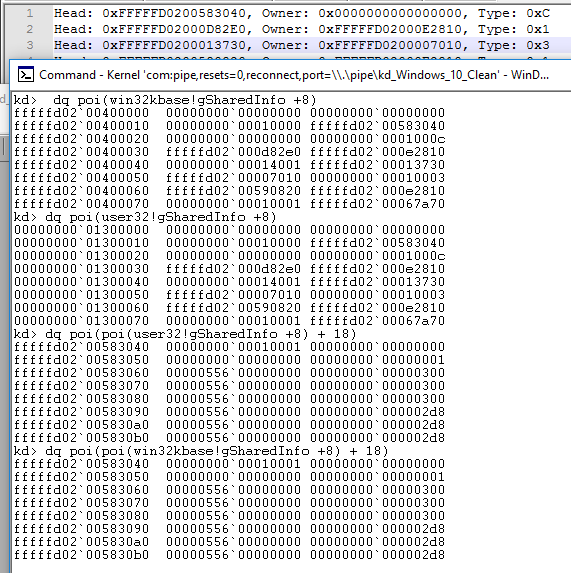 1 Head: 0xFFFFFD0200583040, Owner: 0x0000000000000000, Type: 0xC
2 Head: 0xFFFFFD02000D82E0, Owner: 0xFFFFFD02000E2810, Type: 0x1
3 Head: 0xFFFFFD0200013730, Owner: 0xFFFFFD0200007010, Type: 0x3
Command - Kernel 'com:pipe,resets=0,reconnect,port=\\.\pipe\kd_Windows_10_Clean' - WinD...
kd> dq poi(win32kbase!gSharedInfo +8)
fffffd02`00400000 00000000`00000000 00000000`00000000
fffffd02`00400010 00000000`00010000 fffffd02`00583040
fffffd02`00400020 00000000`00000000 00000000`0001000c
fffffd02`00400030 fffffd02`000d82e0 fffffd02`000e2810
fffffd02`00400040 00000000`00014001 fffffd02`00013730
fffffd02`00400050 fffffd02`00007010 00000000`00010003
fffffd02`00400060 fffffd02`00590820 fffffd02`000e2810
fffffd02`00400070 00000000`00010001 fffffd02`00067a70
kd> dq poi(user32!gSharedInfo +8)
00000000`01300000 00000000`00000000 00000000`00000000
00000000`01300010 00000000`00010000 fffffd02`00583040
00000000`01300020 00000000`00000000 00000000`0001000c
00000000`01300030 fffffd02`000d82e0 fffffd02`000e2810
00000000`01300040 00000000`00014001 fffffd02`00013730
00000000`01300050 fffffd02`00007010 00000000`00010003
00000000`01300060 fffffd02`00590820 fffffd02`000e2810
00000000`01300070 00000000`00010001 fffffd02`00067a70
kd> dq poi(poi(user32!gSharedInfo +8) + 18)
fffffd02`00583040 00000000`00010001 00000000`00000000
fffffd02`00583050 00000000`00000000 00000000`00000001
fffffd02`00583060 00000556`00000000 00000000`00000300
fffffd02`00583070 00000556`00000000 00000000`00000300
fffffd02`00583080 00000556`00000000 00000000`00000300
fffffd02`00583090 00000556`00000000 00000000`000002d8
fffffd02`005830a0 00000556`00000000 00000000`000002d8
fffffd02`005830b0 00000556`00000000 00000000`000002d8
kd> dq poi(poi(win32kbase!gSharedInfo +8) + 18)
fffffd02`00583040 00000000`00010001 00000000`00000000
fffffd02`00583050 00000000`00000000 00000000`00000001
fffffd02`00583060 00000556`00000000 00000000`00000300
fffffd02`00583070 00000556`00000000 00000000`00000300
fffffd02`00583080 00000556`00000000 00000000`00000300
fffffd02`00583090 00000556`00000000 00000000`000002d8
fffffd02`005830a0 00000556`00000000 00000000`000002d8
fffffd02`005830b0 00000556`00000000 00000000`000002d8